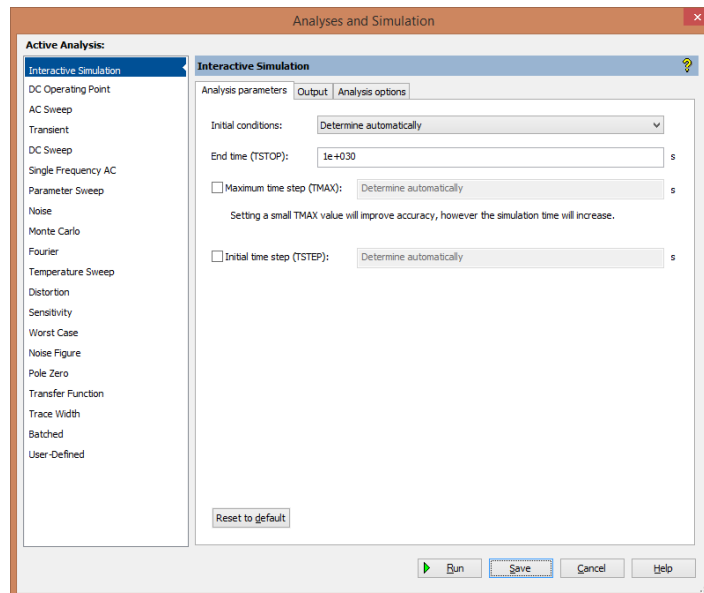 Analyses and Simulation
x
Active Analysis:
Interactive Simulation
DC Operating Point
AC Sweep
Transient
DC Sweep
Single Frequency AC
Parameter Sweep
Noise
Monte Carlo
Fourier
Temperature Sweep
Distortion
Sensitivity
Worst Case
Noise Figure
Pole Zero
Transfer Function
Trace Width
Batched
User-Defined
Interactive Simulation ?
Analysis parameters Output Analysis options
Initial conditions: Determine automatically
End time (TSTOP): 1e+030 s
Maximum time step (TMAX): Determine automatically s
Setting a small TMAX value will improve accuracy, however the simulation time will increase.
Initial time step (TSTEP): Determine automatically s
Reset to default
Run Save Cancel Help